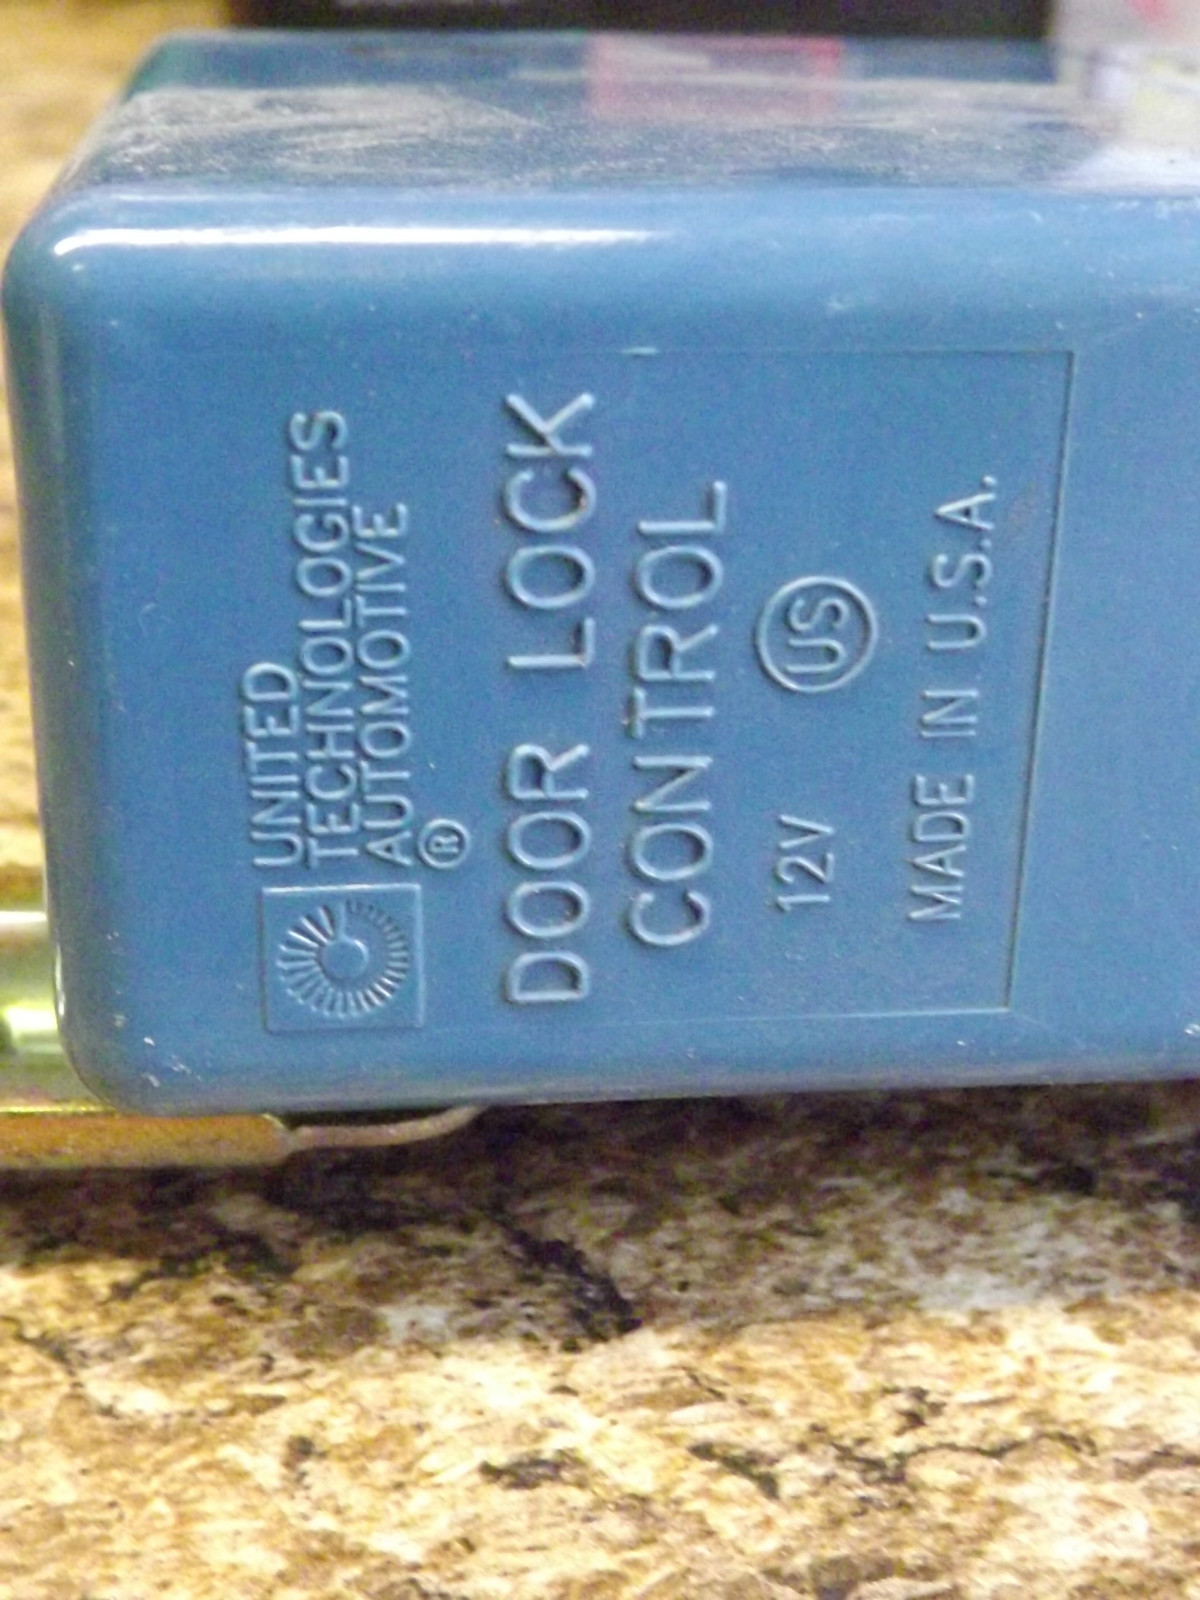 UNITED
TECHNOLOGIES
AUTOMOTIVE
®
DOOR LOCK
CONTROL
12V US
MADE IN U.S.A.